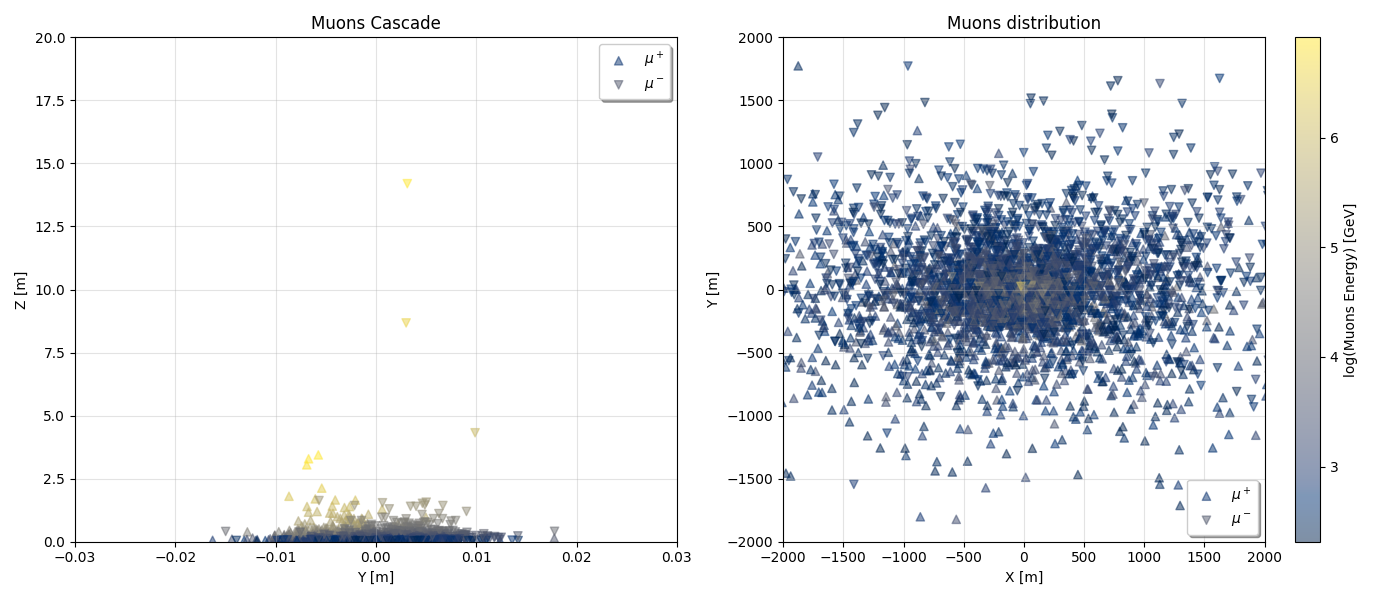 Muons Cascade
Z [m]
20.0
17.5
15.0
12.5
10.0
7.5
5.0
2.5
0.0
−0.03 −0.02 −0.01 0.00 0.01 0.02 0.03
Y [m]
μ+
μ−
Muons distribution
Y [m]
2000
1500
1000
500
0
−500
−1000
−1500
−2000
−2000 −1500 −1000 −500 0 500 1000 1500 2000
X [m]
μ+
μ−
6
5
4
3
log(Muons Energy) [GeV]